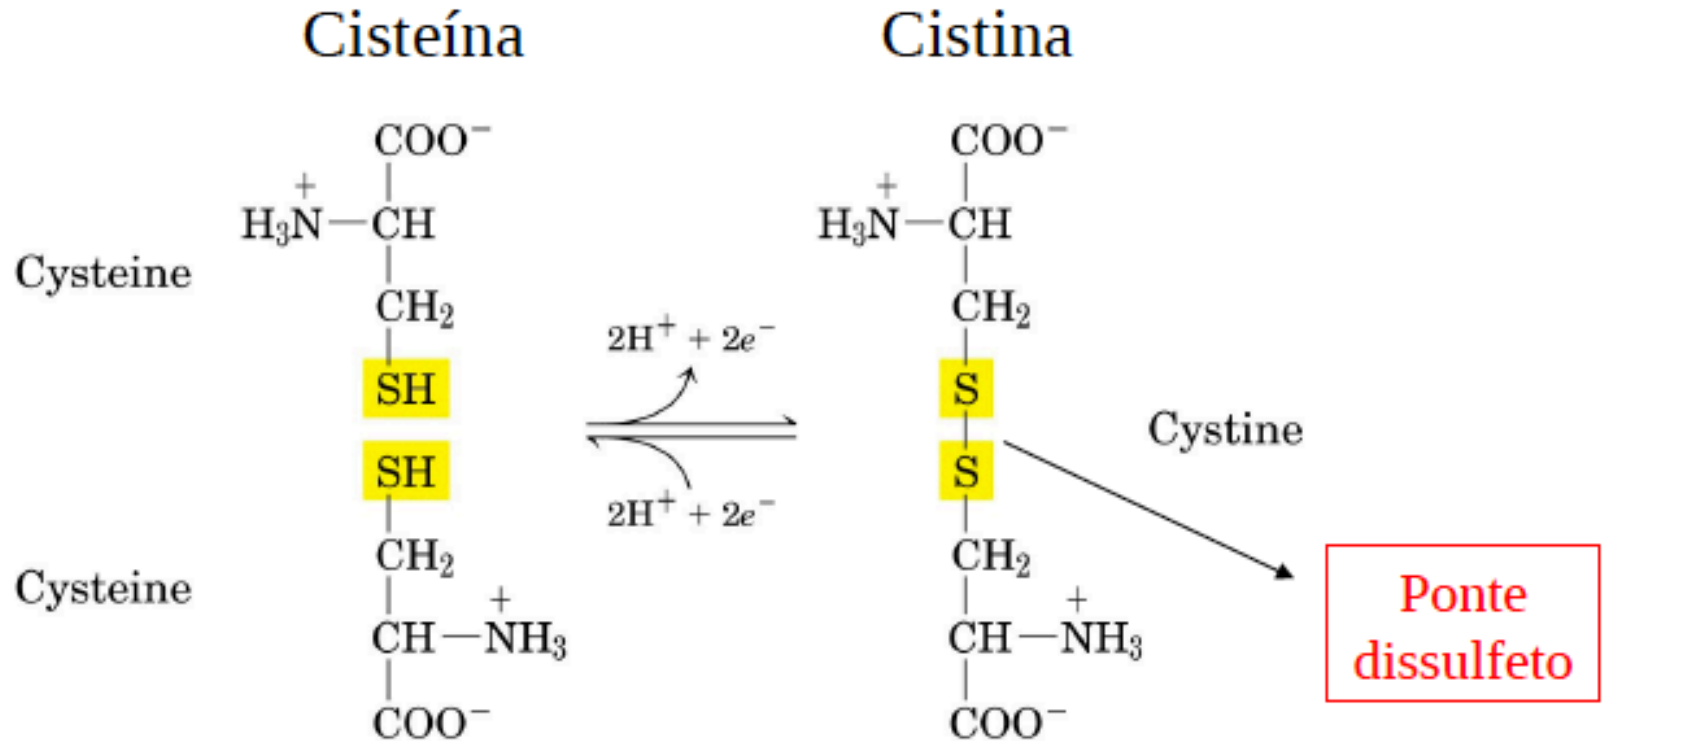 Cisteína
Cistina
COO⁻
COO⁻
+
+
H₃N—CH
H₃N—CH
Cysteine
CH₂
CH₂
2H⁺ + 2e⁻
SH
S
Cystine
SH
S
2H⁺ + 2e⁻
CH₂
CH₂
Cysteine
+
+
CH—NH₃
CH—NH₃
COO⁻
COO⁻
Ponte
dissulfeto